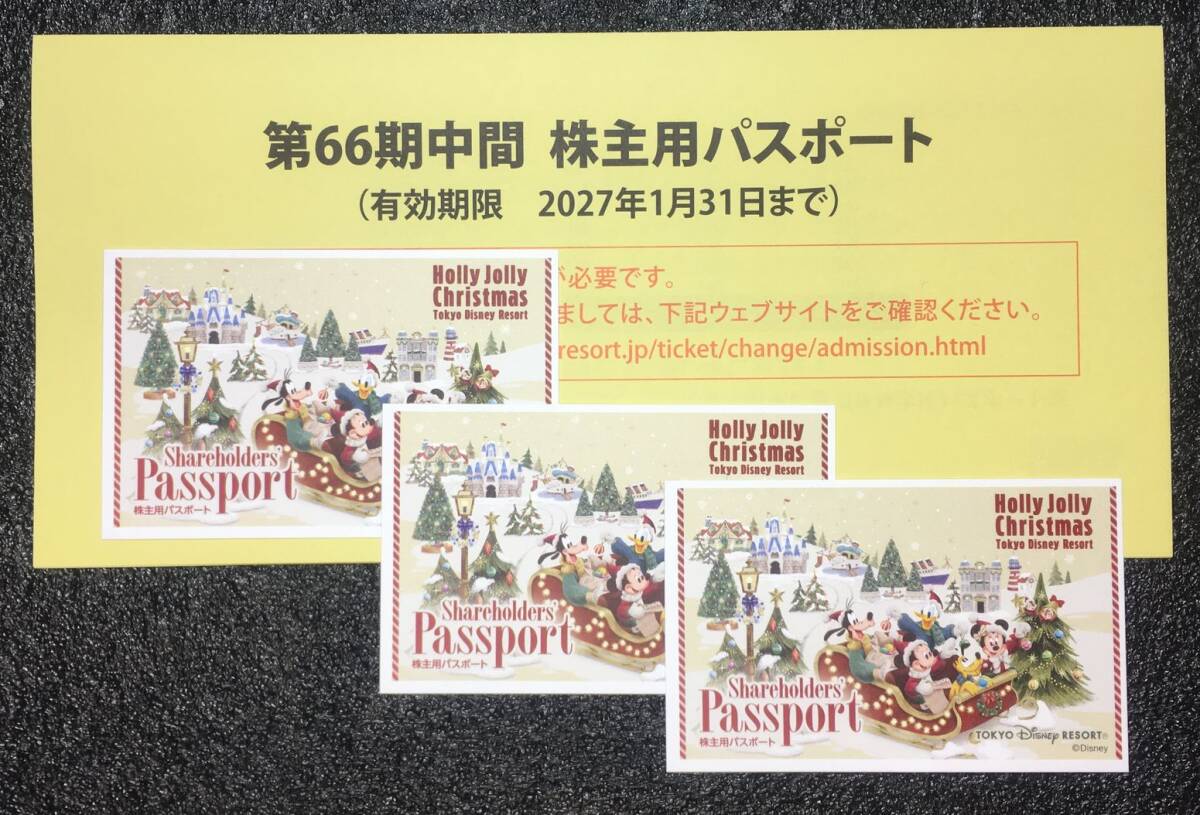 第66期中間 株主用パスポート
（有効期限　2027年1月31日まで）
が必要です。
ましては、下記ウェブサイトをご確認ください。
resort.jp/ticket/change/admission.html
Holly Jolly
Christmas
Tokyo Disney Resort
Shareholders'
Passport
株主用パスポート
Holly Jolly
Christmas
Tokyo Disney Resort
Shareholders'
Passport
株主用パスポート
Holly Jolly
Christmas
Tokyo Disney Resort
Shareholders'
Passport
株主用パスポート
TOKYO Disney RESORT®
©Disney